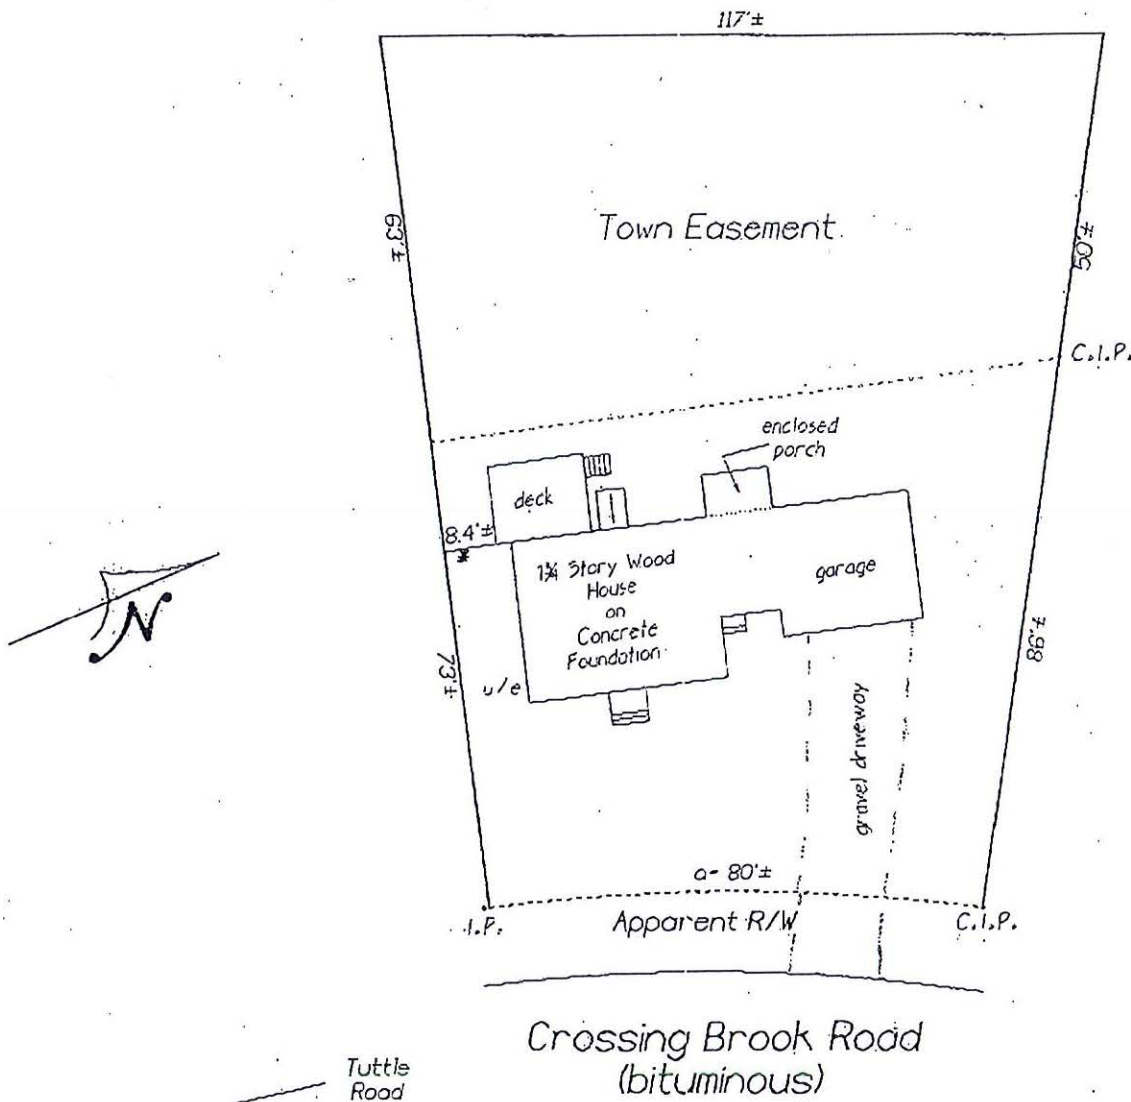 117'±
Town Easement
63'±
50'±
C.I.P.
enclosed
porch
deck
8.4'±
1¾ Story Wood
House
on
Concrete
Foundation
garage
N
73'±
u/e
86'±
gravel driveway
a- 80'±
I.P.
Apparent R/W
C.I.P.
Crossing Brook Road
(bituminous)
Tuttle
Road